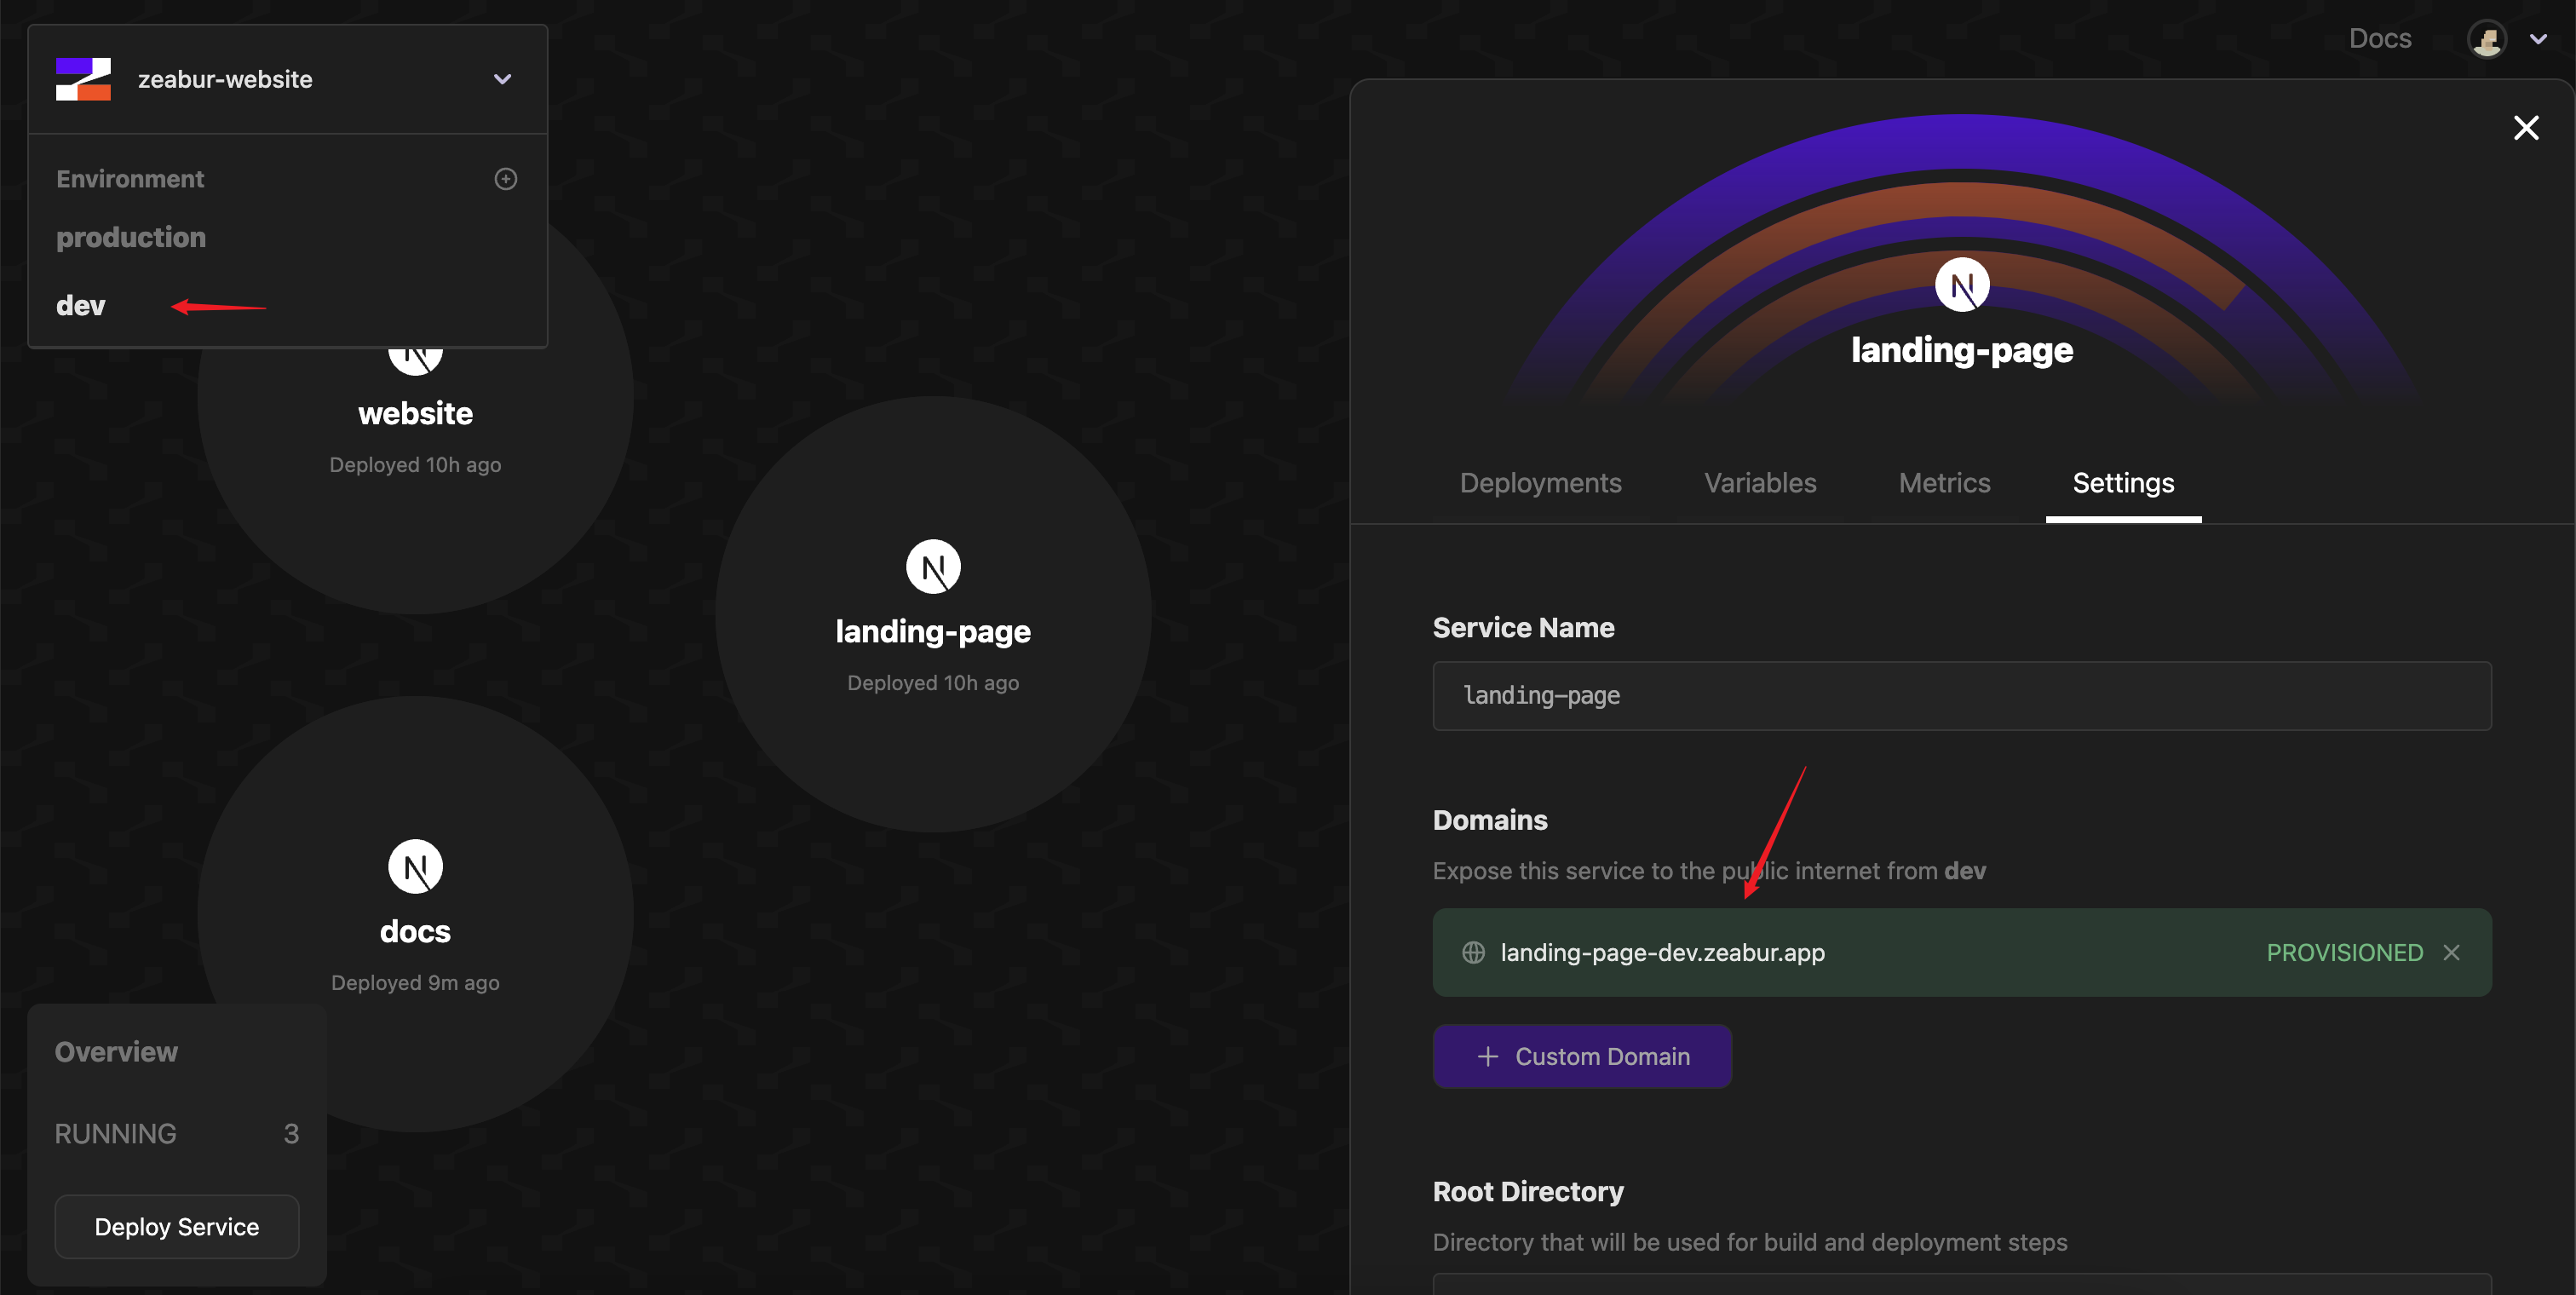 zeabur-website
Environment
production
dev
website
Deployed 10h ago
landing-page
Deployed 10h ago
docs
Deployed 9m ago
Overview
RUNNING 3
Deploy Service
Docs
landing-page
Deployments Variables Metrics Settings
Service Name
landing-page
Domains
Expose this service to the public internet from dev
landing-page-dev.zeabur.app PROVISIONED
Custom Domain
Root Directory
Directory that will be used for build and deployment steps